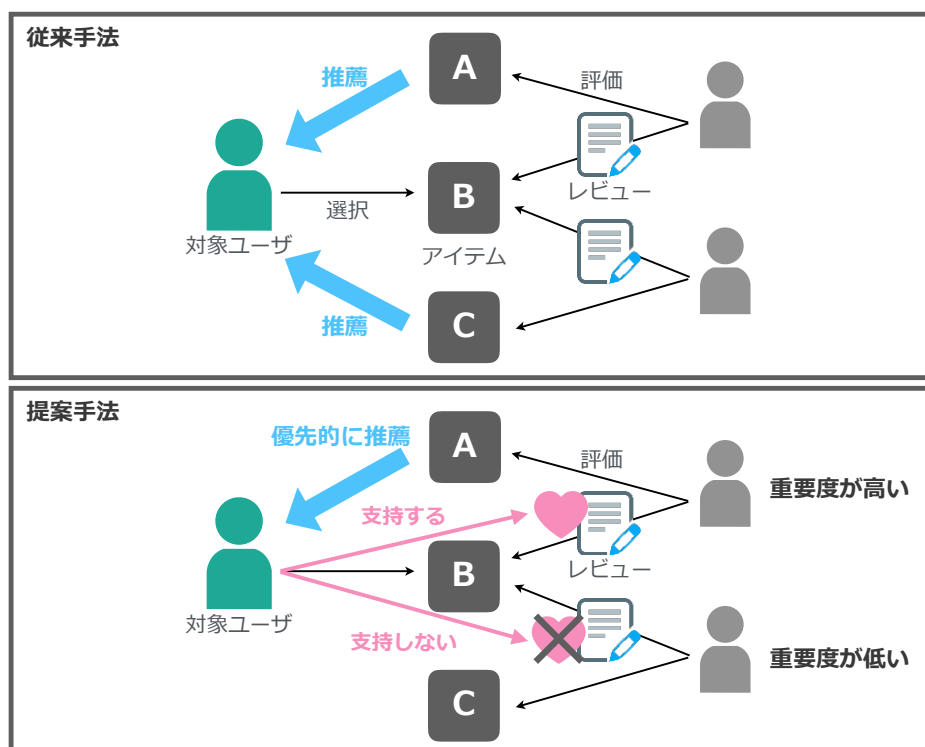 従来手法
A
推薦
評価
B
レビュー
選択
対象ユーザ
アイテム
推薦
C
提案手法
優先的に推薦
A
評価
重要度が高い
支持する
B
レビュー
対象ユーザ
支持しない
重要度が低い
C